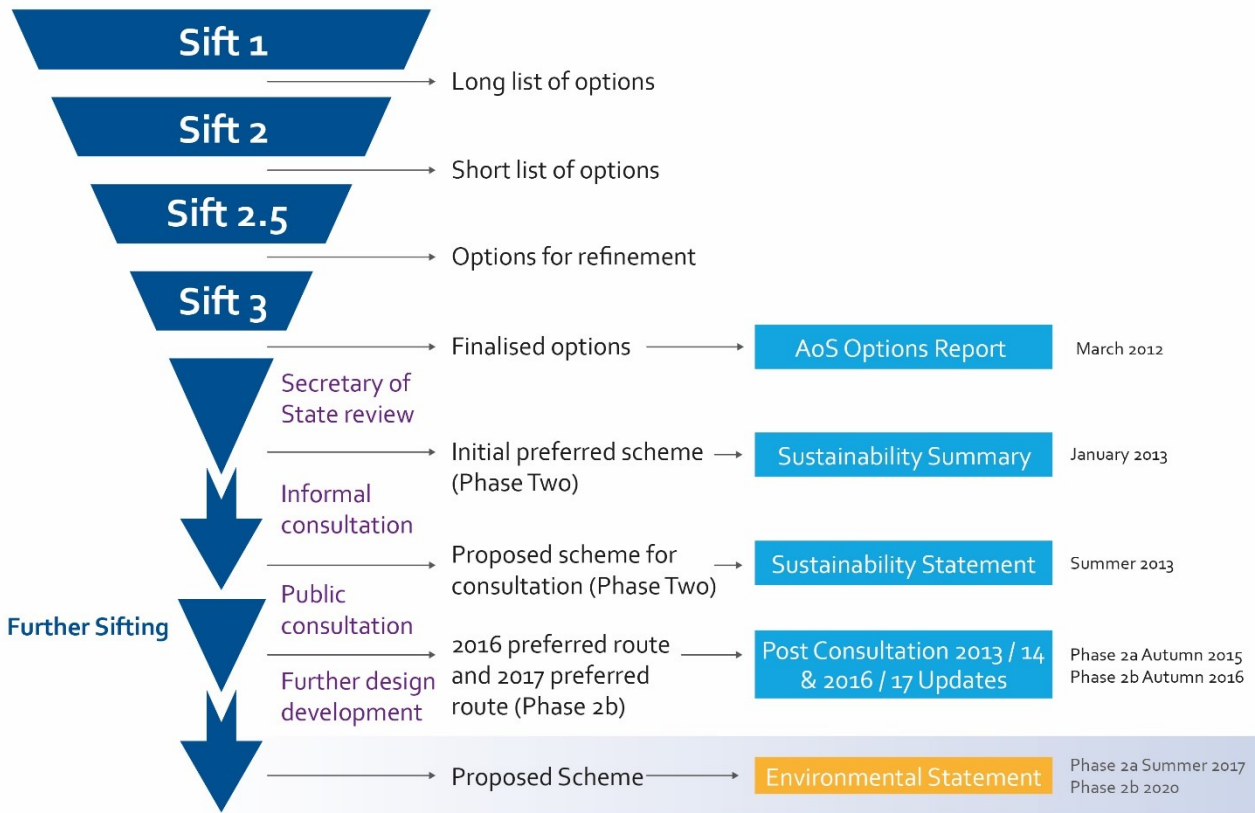 Sift 1
Long list of options
Sift 2
Short list of options
Sift 2.5
Options for refinement
Sift 3
Finalised options
AoS Options Report
March 2012
Secretary of
State review
Initial preferred scheme
(Phase Two)
Sustainability Summary
January 2013
Informal
consultation
Proposed scheme for
consultation (Phase Two)
Sustainability Statement
Summer 2013
Public
consultation
Further Sifting
2016 preferred route
and 2017 preferred
route (Phase 2b)
Post Consultation 2013 / 14
& 2016 / 17 Updates
Phase 2a Autumn 2015
Phase 2b Autumn 2016
Further design
development
Proposed Scheme
Environmental Statement
Phase 2a Summer 2017
Phase 2b 2020